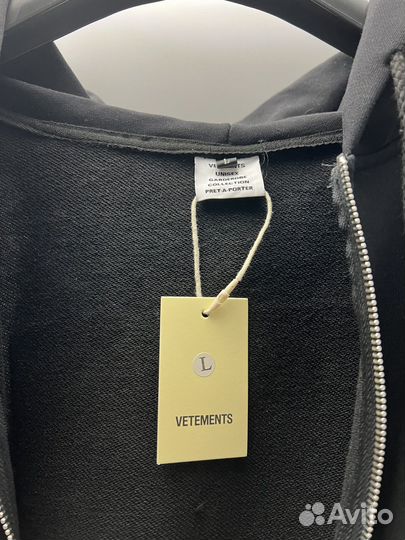 L
VETEMENTS
UNISEX
GARDEROBE
COLLECTION
PRET-A-PORTER
L
VETEMENTS
Avito